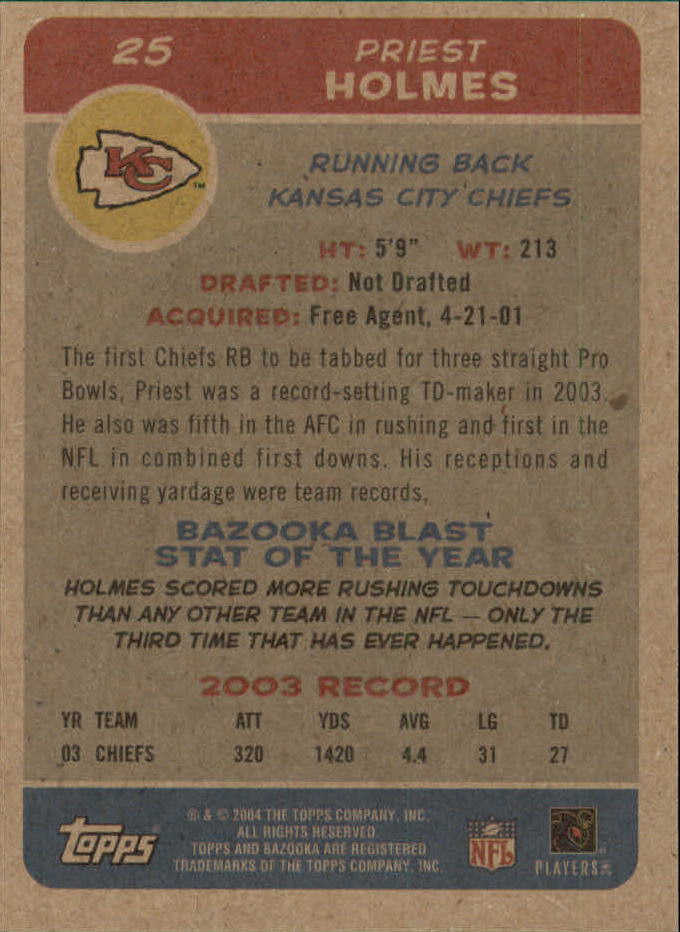 25
PRIEST
HOLMES
KC
TM
RUNNING BACK
KANSAS CITY CHIEFS
HT: 5'9" WT: 213
DRAFTED: Not Drafted
ACQUIRED: Free Agent, 4-21-01
The first Chiefs RB to be tabbed for three straight Pro
Bowls, Priest was a record-setting TD-maker in 2003.
He also was fifth in the AFC in rushing and first in the
NFL in combined first downs. His receptions and
receiving yardage were team records.
BAZOOKA BLAST
STAT OF THE YEAR
HOLMES SCORED MORE RUSHING TOUCHDOWNS
THAN ANY OTHER TEAM IN THE NFL — ONLY THE
THIRD TIME THAT HAS EVER HAPPENED.
2003 RECORD
YR TEAM ATT YDS AVG LG TD
03 CHIEFS 320 1420 4.4 31 27
topps
® & © 2004 THE TOPPS COMPANY, INC.
ALL RIGHTS RESERVED.
TOPPS AND BAZOOKA ARE REGISTERED
TRADEMARKS OF THE TOPPS COMPANY, INC.
NFL
PLAYERS